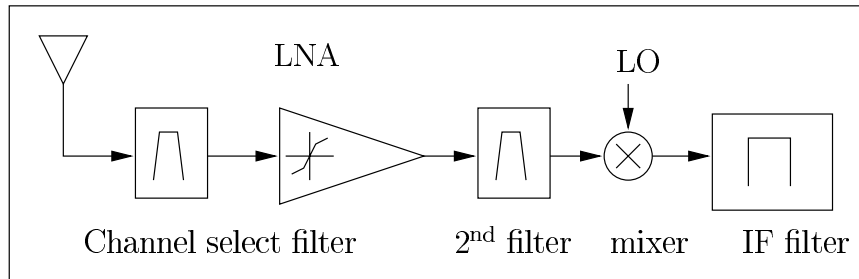 LNA
LO
Channel select filter
2nd filter
mixer
IF filter